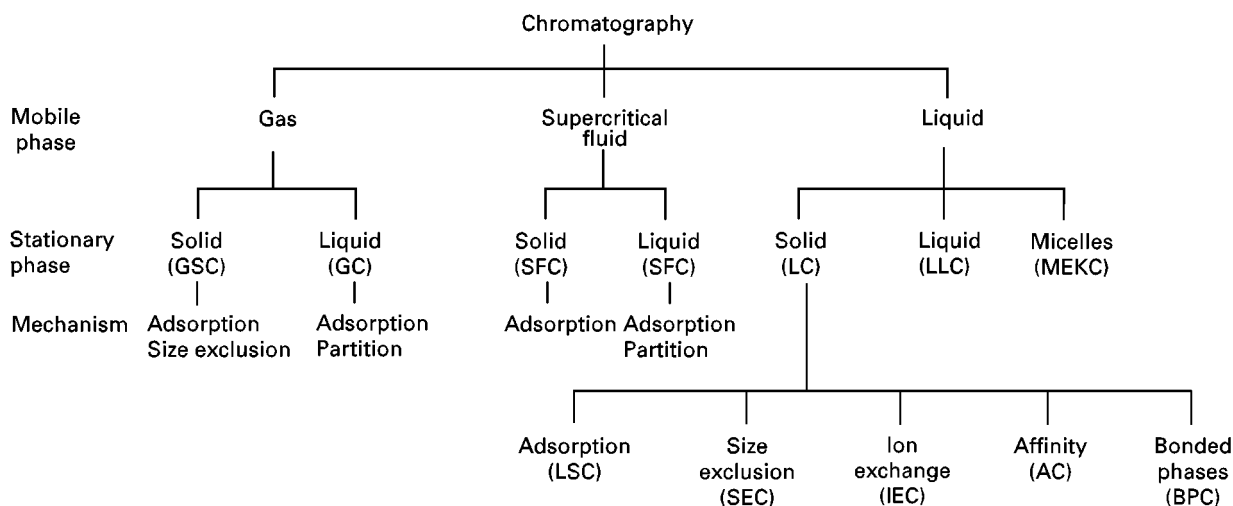 Chromatography
Mobile phase
Gas
Supercritical fluid
Liquid
Stationary phase
Solid (GSC)
Liquid (GC)
Solid (SFC)
Liquid (SFC)
Solid (LC)
Liquid (LLC)
Micelles (MEKC)
Mechanism
Adsorption
Size exclusion
Adsorption
Partition
Adsorption
Adsorption
Partition
Adsorption (LSC)
Size exclusion (SEC)
Ion exchange (IEC)
Affinity (AC)
Bonded phases (BPC)